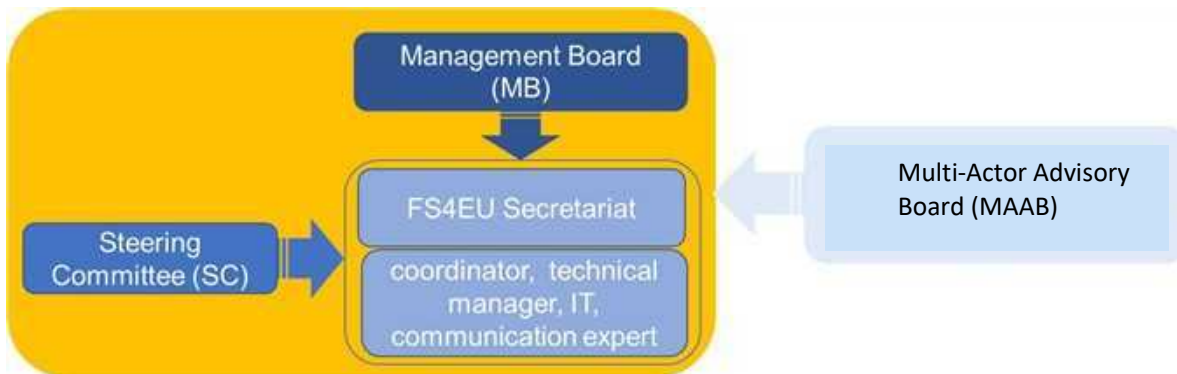 Management Board
(MB)
FS4EU Secretariat
Steering
Committee (SC)
coordinator, technical
manager, IT,
communication expert
Multi-Actor Advisory
Board (MAAB)